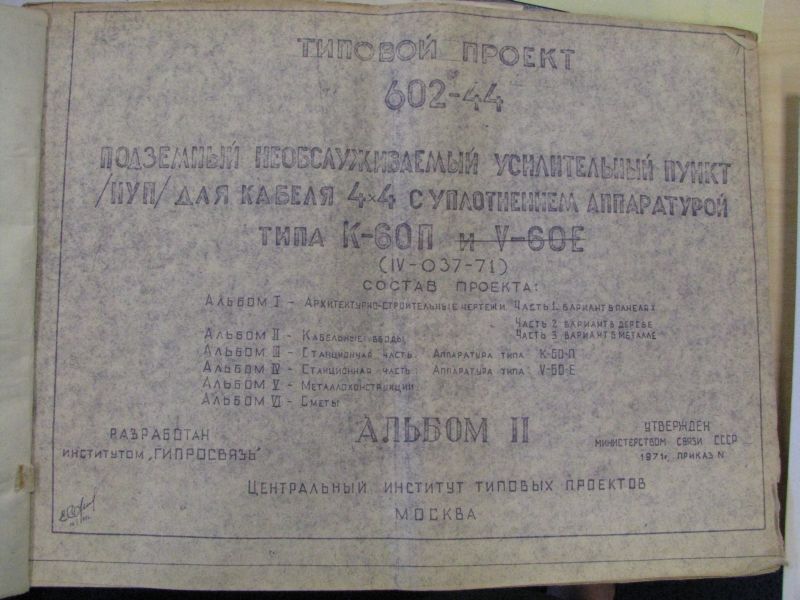 ТИПОВОЙ ПРОЕКТ
602-44
ПОДЗЕМНЫЙ НЕОБСЛУЖИВАЕМЫЙ УСИЛИТЕЛЬНЫЙ ПУНКТ
/НУП/ ДЛЯ КАБЕЛЯ 4×4 С УПЛОТНЕНИЕМ АППАРАТУРОЙ
ТИПА К-60П и V-60Е
(IV-037-71)
СОСТАВ ПРОЕКТА:
АЛЬБОМ I - АРХИТЕКТУРНО-СТРОИТЕЛЬНЫЕ ЧЕРТЕЖИ. ЧАСТЬ 1. ВАРИАНТ В ПАНЕЛЯХ
ЧАСТЬ 2 ВАРИАНТ В ДЕРЕВЕ
ЧАСТЬ 3 ВАРИАНТ В МЕТАЛЛЕ
АЛЬБОМ II - КАБЕЛЬНЫЕ ВВОДЫ
АЛЬБОМ III - СТАНЦИОННАЯ ЧАСТЬ. АППАРАТУРА ТИПА К-60-П
АЛЬБОМ IV - СТАНЦИОННАЯ ЧАСТЬ. АППАРАТУРА ТИПА V-60-Е
АЛЬБОМ V - МЕТАЛЛОКОНСТРУКЦИИ
АЛЬБОМ VI - СМЕТЫ
АЛЬБОМ II
РАЗРАБОТАН
ИНСТИТУТОМ „ГИПРОСВЯЗЬ"
УТВЕРЖДЕН
МИНИСТЕРСТВОМ СВЯЗИ СССР
1971г. ПРИКАЗ N
ЦЕНТРАЛЬНЫЙ ИНСТИТУТ ТИПОВЫХ ПРОЕКТОВ
МОСКВА